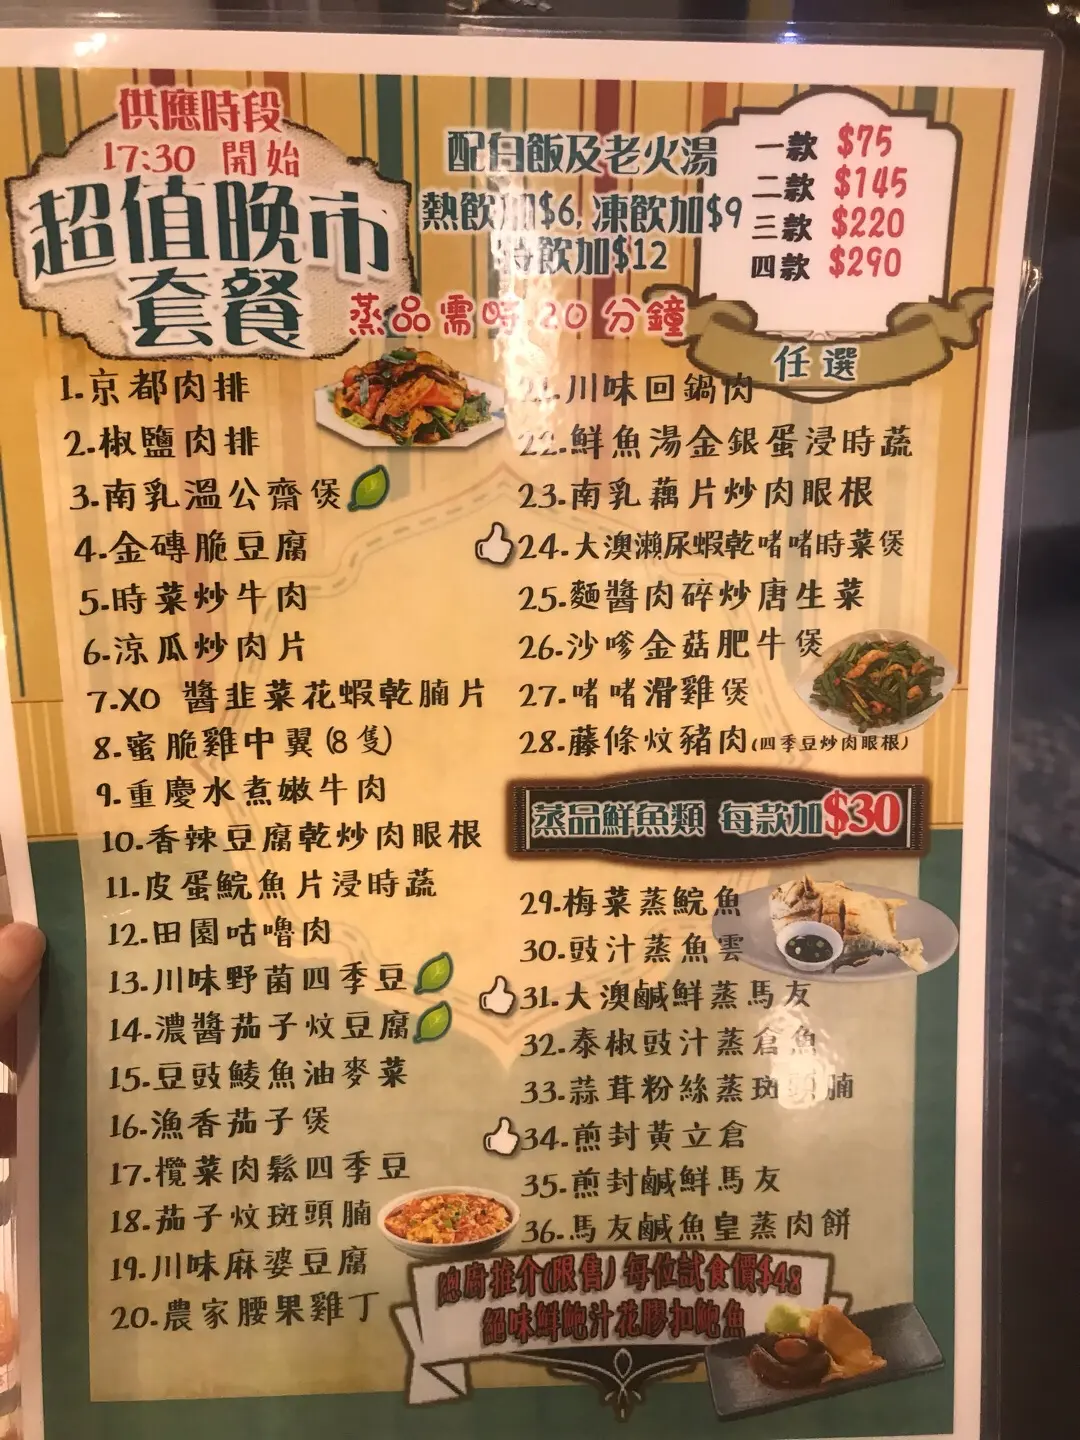 供應時段
17:30 開始
超值晚市
套餐
配白飯及老火湯
熱飲加$6,凍飲加$9
特飲加$12
蒸品需時 20 分鐘
一款 $75
二款 $145
三款 $220
四款 $290
任選
1.京都肉排
2.椒鹽肉排
3.南乳溫公齋煲
4.金磚脆豆腐
5.時菜炒牛肉
6.涼瓜炒肉片
7.XO 醬韭菜花蝦乾腩片
8.蜜脆雞中翼(8隻)
9.重慶水煮嫩牛肉
10.香辣豆腐乾炒肉眼根
11.皮蛋鯇魚片浸時蔬
12.田園咕嚕肉
13.川味野菌四季豆
14.濃醬茄子炆豆腐
15.豆豉鯪魚油麥菜
16.漁香茄子煲
17.欖菜肉鬆四季豆
18.茄子炆斑頭腩
19.川味麻婆豆腐
20.農家腰果雞丁
21.川味回鍋肉
22.鮮魚湯金銀蛋浸時蔬
23.南乳藕片炒肉眼根
24.大澳瀨尿蝦乾啫啫時菜煲
25.麵醬肉碎炒唐生菜
26.沙嗲金菇肥牛煲
27.啫啫滑雞煲
28.藤條炆豬肉(四季豆炒肉眼根)
蒸品鮮魚類 每款加$30
29.梅菜蒸鯇魚
30.豉汁蒸魚雲
31.大澳鹹鮮蒸馬友
32.泰椒豉汁蒸倉魚
33.蒜茸粉絲蒸斑頭腩
34.煎封黃立倉
35.煎封鹹鮮馬友
36.馬友鹹魚皇蒸肉餅
總廚推介(限售)每位試食價$48
絕味鮮鮑汁花膠扣鮑魚